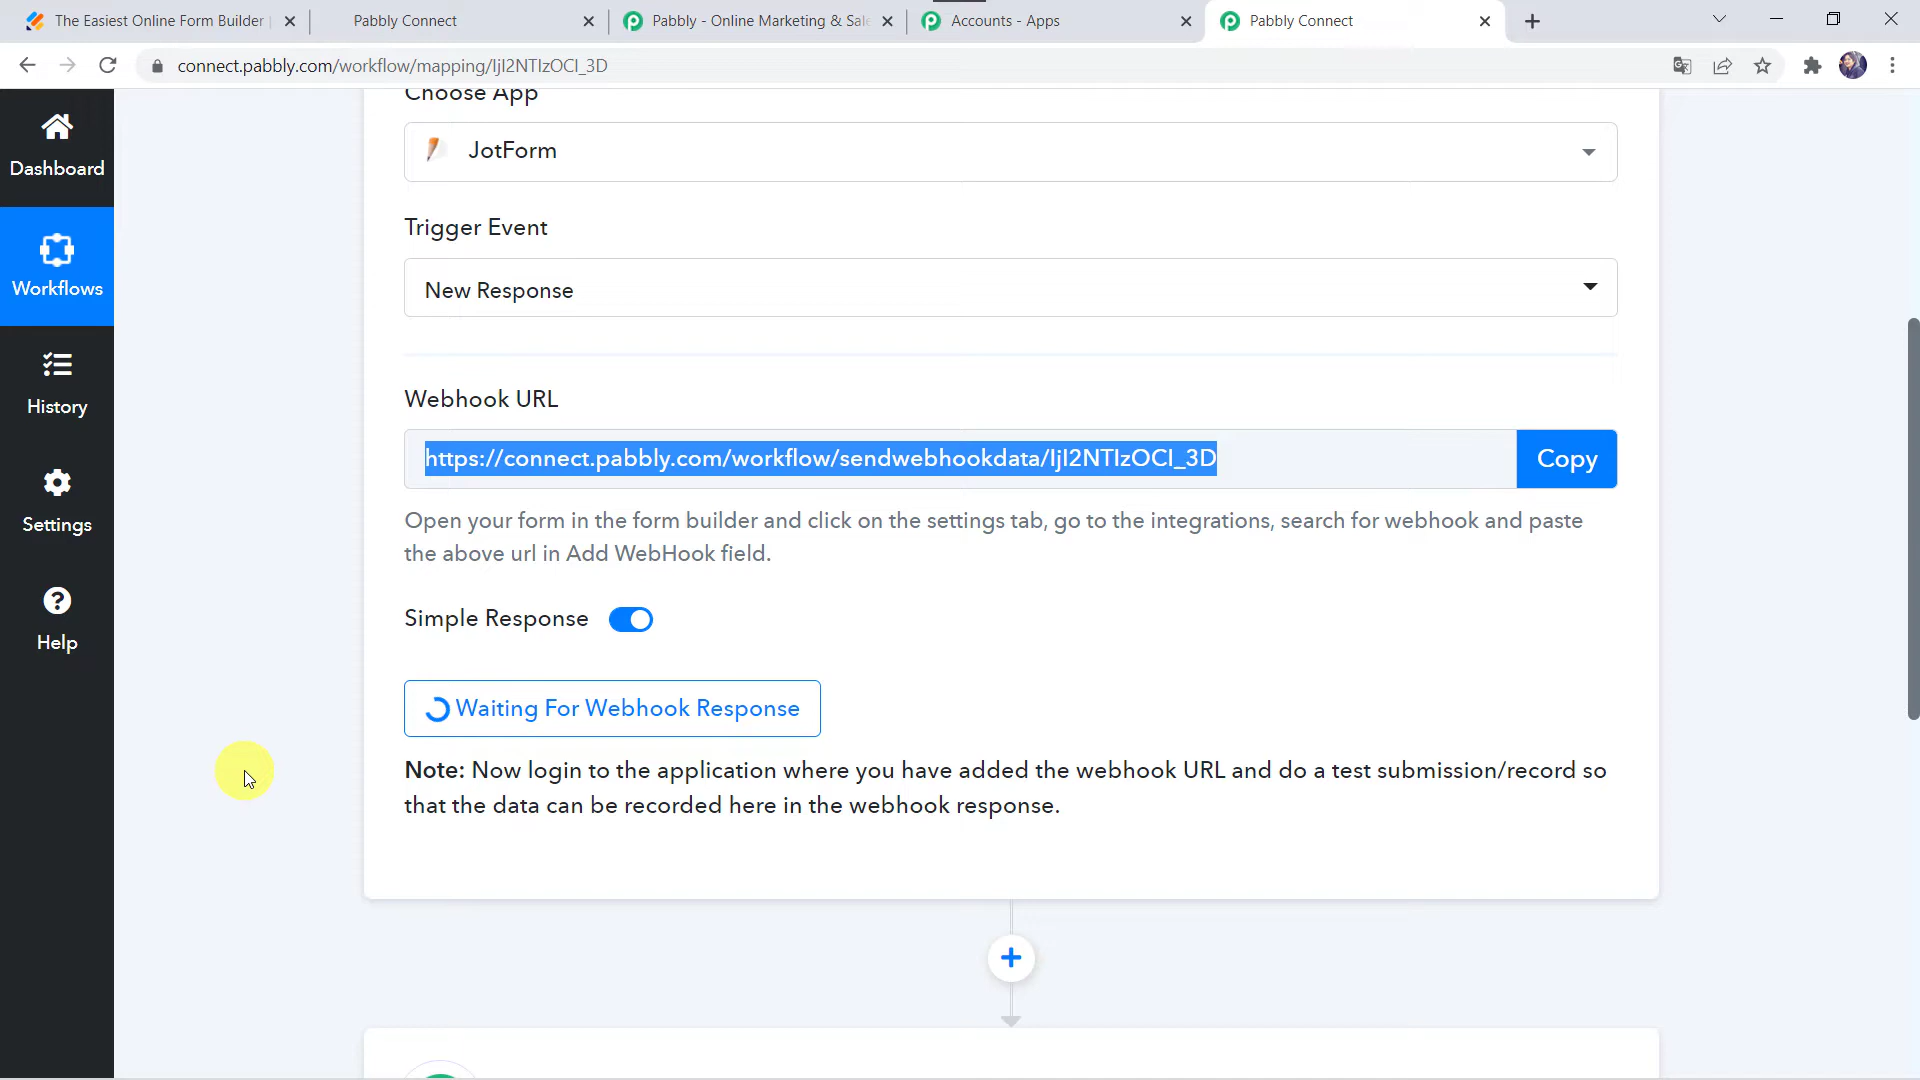 The Easiest Online Form Builder
Pabbly Connect
Pabbly - Online Marketing & Sale
Accounts - Apps
Pabbly Connect
connect.pabbly.com/workflow/mapping/IjI2NTIzOCI_3D
Dashboard
Workflows
History
Settings
Help
Choose App
JotForm
Trigger Event
New Response
Webhook URL
https://connect.pabbly.com/workflow/sendwebhookdata/IjI2NTIzOCI_3D
Copy
Open your form in the form builder and click on the settings tab, go to the integrations, search for webhook and paste
the above url in Add WebHook field.
Simple Response
Waiting For Webhook Response
Note: Now login to the application where you have added the webhook URL and do a test submission/record so
that the data can be recorded here in the webhook response.